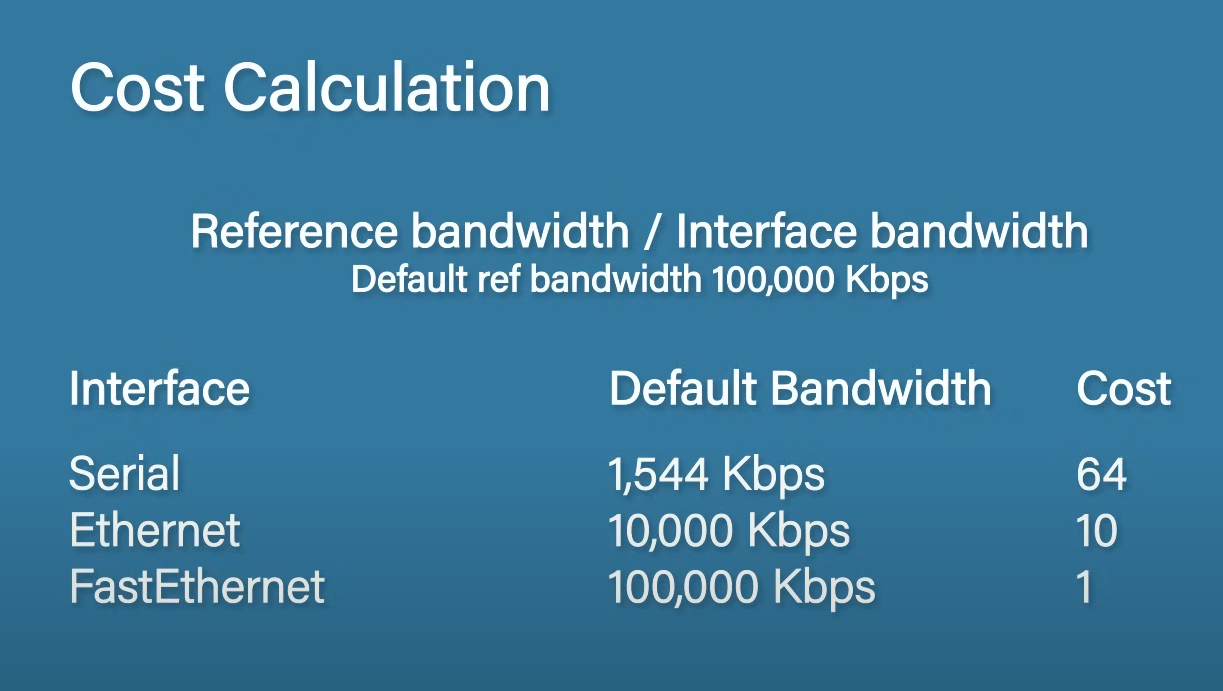 Cost Calculation
Reference bandwidth / Interface bandwidth
Default ref bandwidth 100,000 Kbps
Interface Default Bandwidth Cost
Serial 1,544 Kbps 64
Ethernet 10,000 Kbps 10
FastEthernet 100,000 Kbps 1